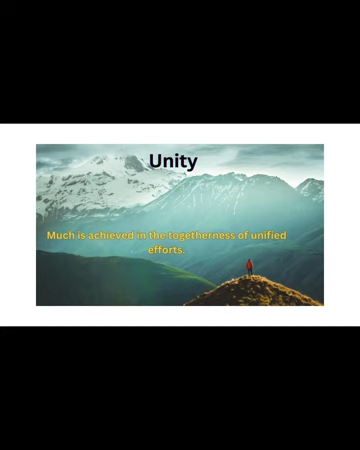 Unity
Much is achieved in the togetherness of unified
efforts.